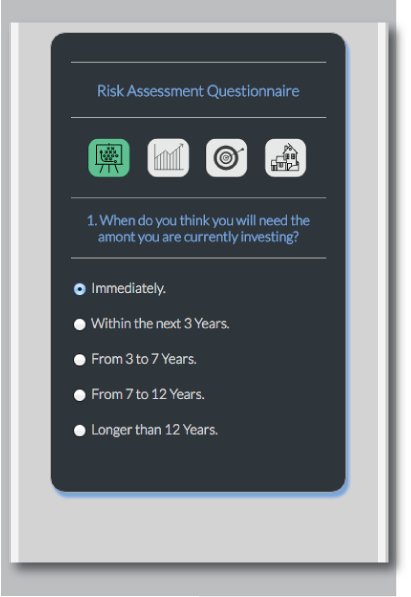 Risk Assessment Questionnaire
1. When do you think you will need the
amont you are currently investing?
Immediately.
Within the next 3 Years.
From 3 to 7 Years.
From 7 to 12 Years.
Longer than 12 Years.